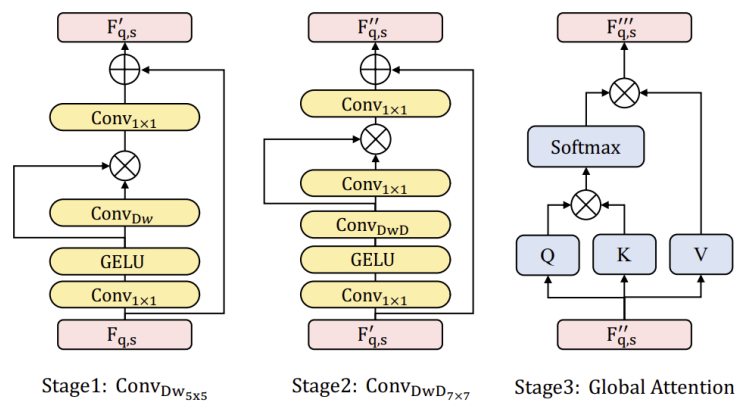 F′q,s
Conv1×1
ConvDw
GELU
Conv1×1
Fq,s
Stage1: ConvDw5x5
F′′q,s
Conv1×1
Conv1×1
ConvDwD
GELU
Conv1×1
F′q,s
Stage2: ConvDwD7×7
F′′′q,s
Softmax
Q K V
F′′q,s
Stage3: Global Attention